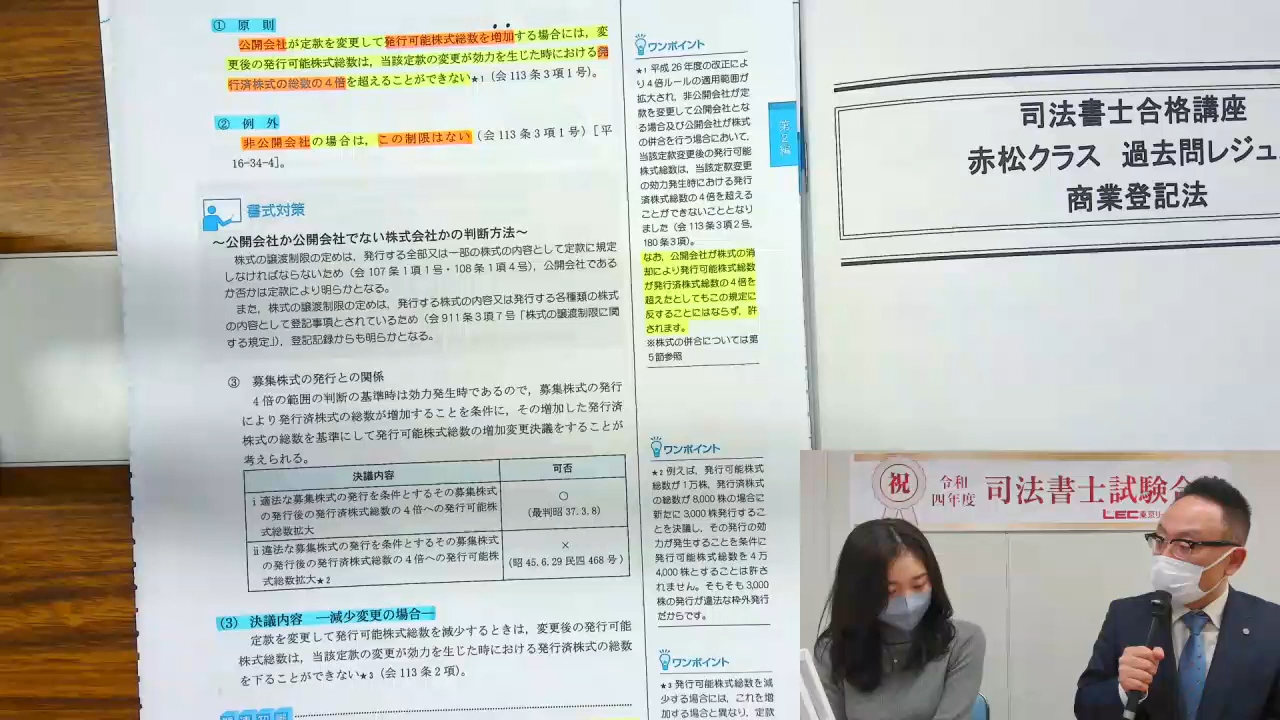 ① 原 則
公開会社が定款を変更して発行可能株式総数を増加する場合には，変
更後の発行可能株式総数は，当該定款の変更が効力を生じた時における発
行済株式の総数の４倍を超えることができない★1（会 113 条３項１号）。
② 例 外
非公開会社の場合は，この制限はない（会 113 条３項１号）［平
16-34-4］。
書式対策
～公開会社か公開会社でない株式会社かの判断方法～
株式の譲渡制限の定めは，発行する全部又は一部の株式の内容として定款に規定
しなければならないため（会 107 条１項１号・108 条１項４号），公開会社である
か否かは定款により明らかとなる。
また，株式の譲渡制限の定めは，発行する株式の内容又は発行する各種類の株式
の内容として登記事項とされているため（会 911 条３項７号「株式の譲渡制限に関
する規定」），登記記録からも明らかとなる。
③ 募集株式の発行との関係
４倍の範囲の判断の基準時は効力発生時であるので，募集株式の発行
により発行済株式の総数が増加することを条件に，その増加した発行済
株式の総数を基準にして発行可能株式総数の増加変更決議をすることが
考えられる。
決議内容 可否
ⅰ 適法な募集株式の発行を条件とするその募集株式
の発行後の発行済株式総数の４倍への発行可能株
式総数拡大
○
（最判昭 37.3.8）
ⅱ 違法な募集株式の発行を条件とするその募集株式
の発行後の発行済株式総数の４倍への発行可能株
式総数拡大★2
×
（昭 45.6.29 民四 468 号）
(3) 決議内容 ―減少変更の場合―
定款を変更して発行可能株式総数を減少するときは，変更後の発行可能
株式総数は，当該定款の変更が効力を生じた時における発行済株式の総数
を下ることができない★3（会 113 条２項）。
ワンポイント
★1 平成 26 年度の改正によ
り４倍ルールの適用範囲が
拡大され，非公開会社が定
款を変更して公開会社とな
る場合及び公開会社が株式
の併合を行う場合において，
当該定款変更後の発行可能
株式総数は，当該定款変更
の効力発生時における発行
済株式総数の４倍を超える
ことができないこととなり
ました（会 113 条３項２号，
180 条３項）。
なお，公開会社が株式の消
却により発行可能株式総数
が発行済株式総数の４倍を
超えたとしてもこの規定に
反することにはならず，許
されます。
※株式の併合については第
５節参照
ワンポイント
★2 例えば，発行可能株式
総数が１万株，発行済株式
の総数が 8,000 株の場合に
新たに 3,000 株発行するこ
とを決議し，その発行の効
力が発生することを条件に
発行可能株式総数を４万
4,000 株とすることは許さ
れません。そもそも 3,000
株の発行が違法な枠外発行
だからです。
ワンポイント
★3 発行可能株式総数を減
少する場合には，これを増
加する場合と異なり，定款
第２編
司法書士合格講座
赤松クラス 過去問レジュ
商業登記法
祝
令和
四年度
司法書士試験合
LEC東京リー